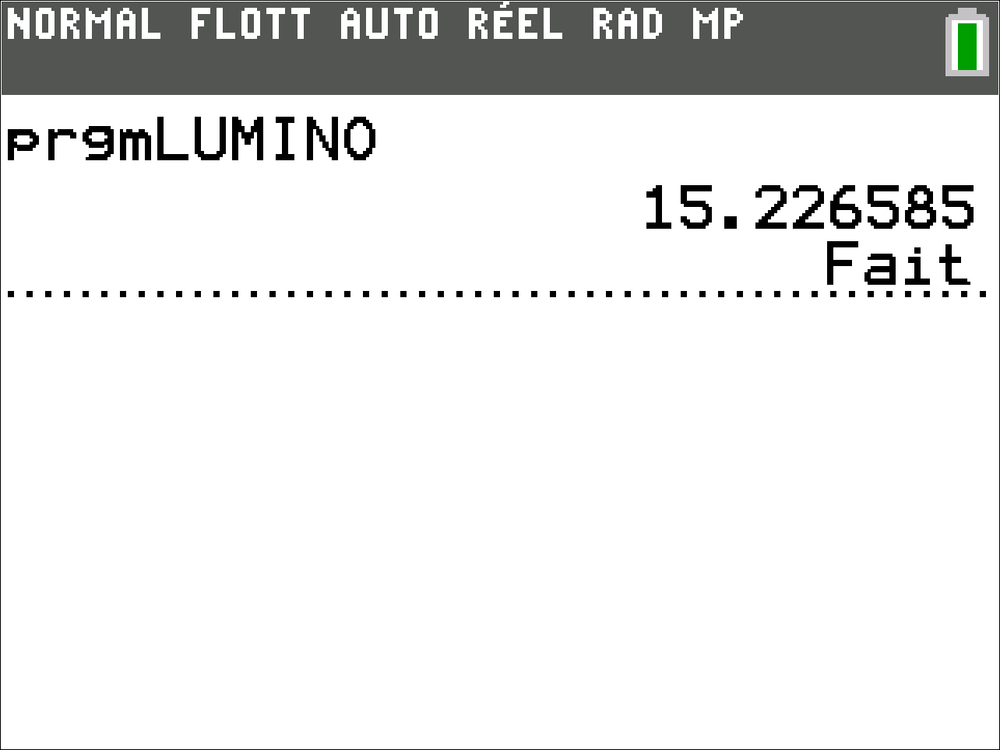 NORMAL FLOTT AUTO RÉEL RAD MP
prgmLUMINO
15.226585
Fait